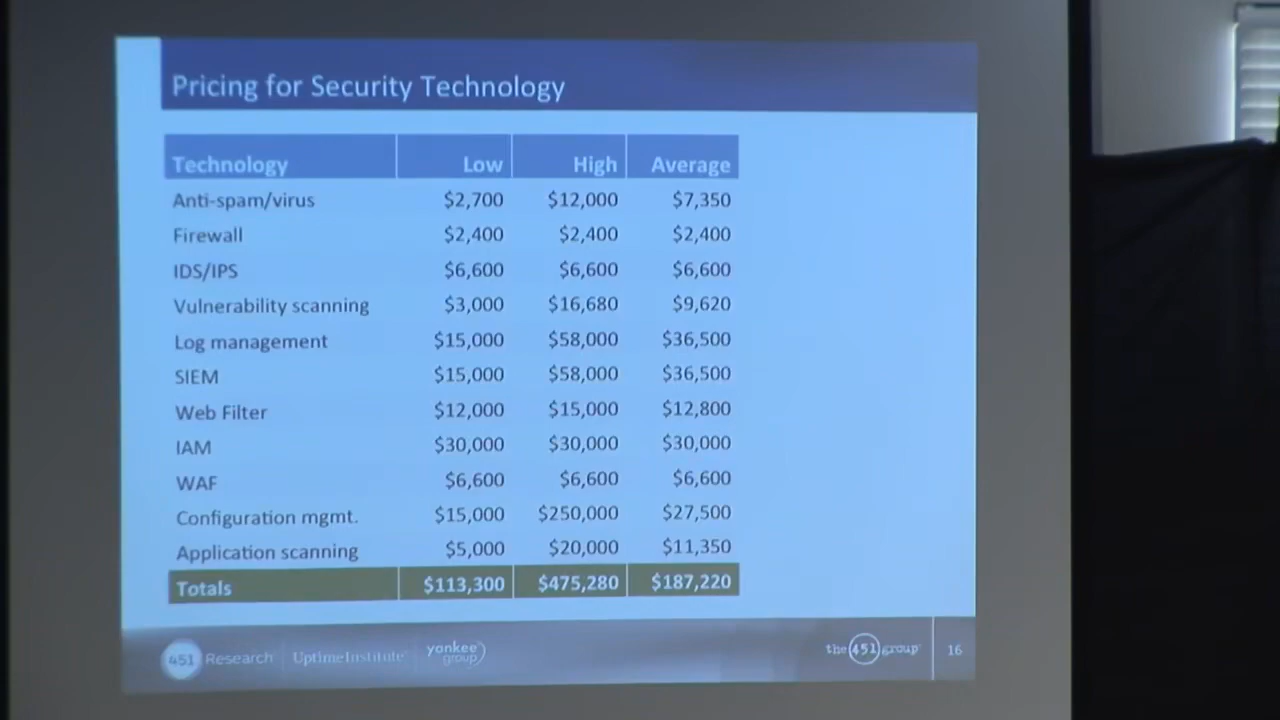 Pricing for Security Technology
Technology Low High Average
Anti-spam/virus $2,700 $12,000 $7,350
Firewall $2,400 $2,400 $2,400
IDS/IPS $6,600 $6,600 $6,600
Vulnerability scanning $3,000 $16,680 $9,620
Log management $15,000 $58,000 $36,500
SIEM $15,000 $58,000 $36,500
Web Filter $12,000 $15,000 $12,800
IAM $30,000 $30,000 $30,000
WAF $6,600 $6,600 $6,600
Configuration mgmt. $15,000 $250,000 $27,500
Application scanning $5,000 $20,000 $11,350
Totals $113,300 $475,280 $187,220
451 Research UptimeInstitute yankee group the 451 group 16